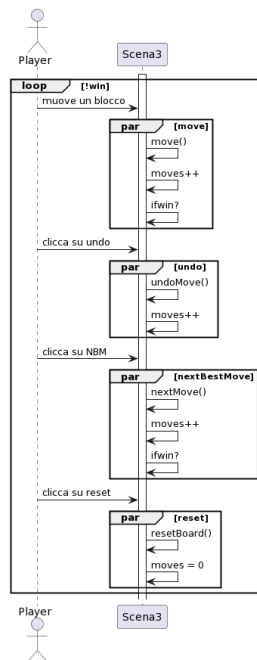 Player
Scena3
loop [!win]
muove un blocco
par [move]
move()
moves++
ifwin?
clicca su undo
par [undo]
undoMove()
moves++
clicca su NBM
par [nextBestMove]
nextMove()
moves++
ifwin?
clicca su reset
par [reset]
resetBoard()
moves = 0
Player
Scena3